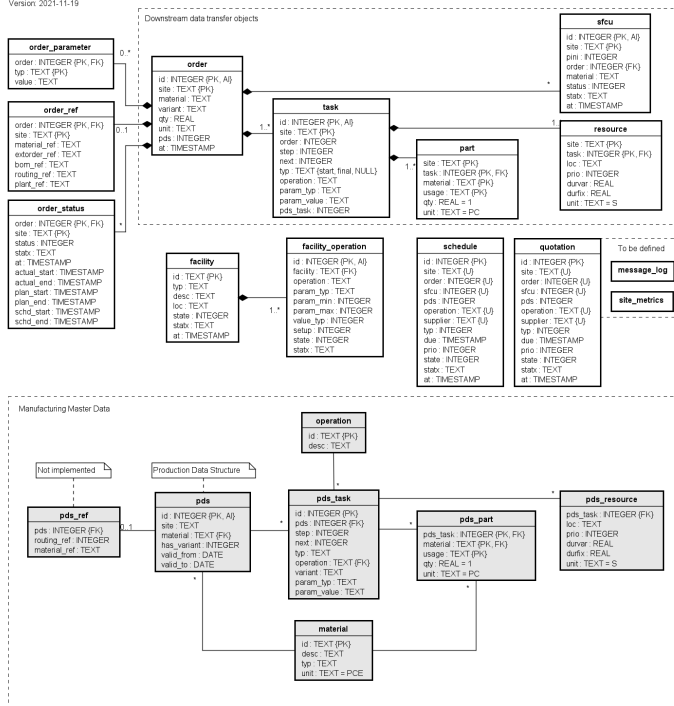 Version: 2021-11-19
Downstream data transfer objects
order_parameter
order : INTEGER {PK, FK}
typ : TEXT {PK}
value : TEXT
0..*
order_ref
order : INTEGER {PK, FK}
site : TEXT {PK}
material_ref : TEXT
extorder_ref : TEXT
bom_ref : TEXT
routing_ref : TEXT
plant_ref : TEXT
0..1
order_status
order : INTEGER {PK, FK}
site : TEXT {PK}
status : INTEGER
statx : TEXT
at : TIMESTAMP
actual_start : TIMESTAMP
actual_end : TIMESTAMP
plan_start : TIMESTAMP
plan_end : TIMESTAMP
schd_start : TIMESTAMP
schd_end : TIMESTAMP
*
order
id : INTEGER {PK, AI}
site : TEXT {PK}
material : TEXT
variant : TEXT
qty : REAL
unit : TEXT
pds : INTEGER
at : TIMESTAMP
*
1..*
task
id : INTEGER {PK, AI}
site : TEXT {PK}
order : INTEGER
step : INTEGER
next : INTEGER
typ : TEXT {start, final, NULL}
operation : TEXT
param_typ : TEXT
param_value : TEXT
pds_task : INTEGER
1..*
part
site : TEXT {PK}
task : INTEGER {PK, FK}
material : TEXT {PK}
usage : TEXT {PK}
qty : REAL = 1
unit : TEXT = PC
sfcu
id : INTEGER {PK, AI}
site : TEXT {PK}
pini : INTEGER
order : INTEGER {FK}
material : TEXT
status : INTEGER
statx : TEXT
at : TIMESTAMP
resource
site : TEXT {PK}
task : INTEGER {PK, FK}
loc : TEXT
prio : INTEGER
durvar : REAL
durfix : REAL
unit : TEXT = S
facility
id : TEXT {PK}
typ : TEXT
desc : TEXT
loc : TEXT
state : INTEGER
statx : TEXT
at : TIMESTAMP
1..*
facility_operation
id : INTEGER {PK, AI}
facility : TEXT {FK}
operation : TEXT
param_typ : TEXT
param_min : INTEGER
param_max : INTEGER
value_typ : INTEGER
setup : INTEGER
state : INTEGER
statx : TEXT
schedule
id : INTEGER {PK}
site : TEXT {U}
order : INTEGER {U}
sfcu : INTEGER {U}
pds : INTEGER
operation : TEXT {U}
supplier : TEXT {U}
typ : INTEGER
due : TIMESTAMP
prio : INTEGER
state : INTEGER
statx : TEXT
at : TIMESTAMP
quotation
id : INTEGER {PK}
site : TEXT {U}
order : INTEGER {U}
sfcu : INTEGER {U}
pds : INTEGER
operation : TEXT {U}
supplier : TEXT {U}
typ : INTEGER
due : TIMESTAMP
prio : INTEGER
state : INTEGER
statx : TEXT
at : TIMESTAMP
To be defined
message_log
site_metrics
Manufacturing Master Data
Not implemented
Production Data Structure
operation
id : TEXT {PK}
desc : TEXT
*
pds_ref
pds : INTEGER {FK}
routing_ref : INTEGER
material_ref : TEXT
0..1
pds
id : INTEGER {PK, AI}
site : TEXT
material : TEXT {FK}
has_variant : INTEGER
valid_from : DATE
valid_to : DATE
*
*
pds_task
id : INTEGER {PK}
pds : INTEGER {FK}
step : INTEGER
next : INTEGER
typ : TEXT
operation : TEXT {FK}
variant : TEXT
param_typ : TEXT
param_value : TEXT
*
pds_part
pds_task : INTEGER {PK, FK}
material : TEXT {PK, FK}
usage : TEXT {PK}
qty : REAL = 1
unit : TEXT = PC
*
*
pds_resource
pds_task : INTEGER {FK}
loc : TEXT
prio : INTEGER
durvar : REAL
durfix : REAL
unit : TEXT = S
material
id : TEXT {PK}
desc : TEXT
typ : TEXT
unit : TEXT = PCE